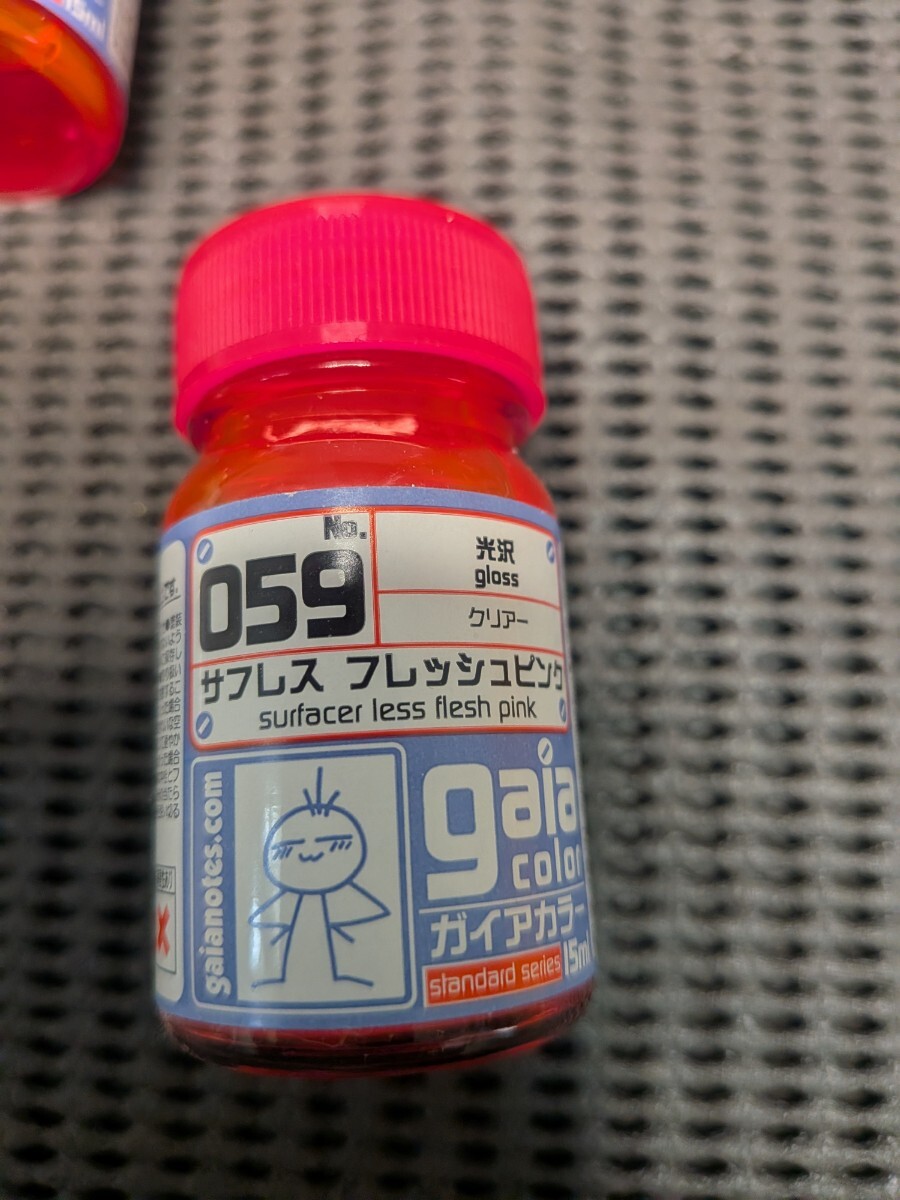 15ml
No.
059
光沢
gloss
クリアー
サフレス フレッシュピンク
surfacer less flesh pink
gaianotes.com
gaia
color
ガイアカラー
standard series
15ml